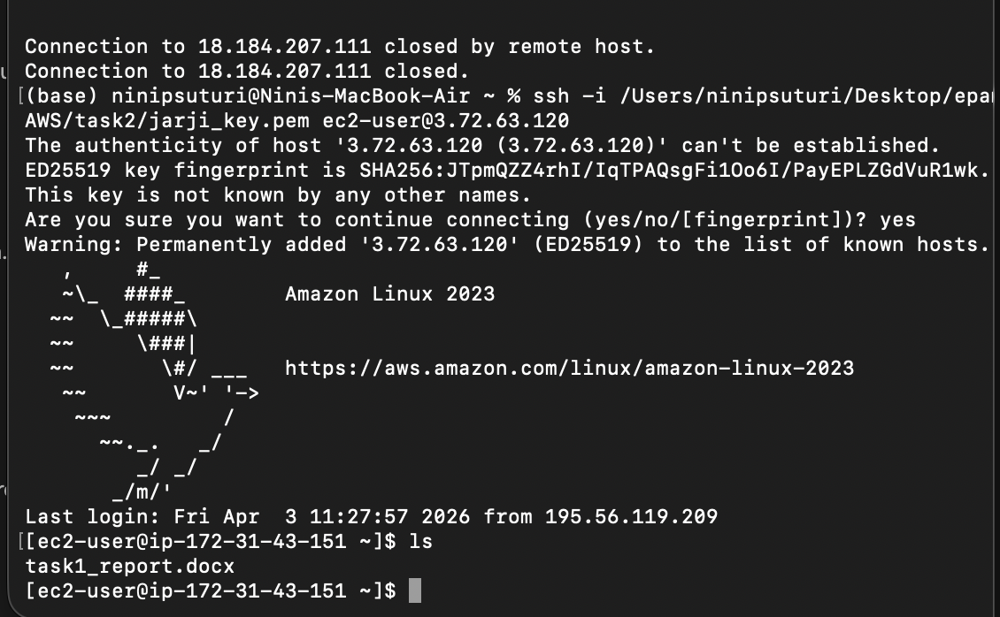 Connection to 18.184.207.111 closed by remote host.
Connection to 18.184.207.111 closed.
[(base) ninipsuturi@Ninis-MacBook-Air ~ % ssh -i /Users/ninipsuturi/Desktop/epa
AWS/task2/jarji_key.pem ec2-user@3.72.63.120
The authenticity of host '3.72.63.120 (3.72.63.120)' can't be established.
ED25519 key fingerprint is SHA256:JTpmQZZ4rhI/IqTPAQsgFi1Oo6I/PayEPLZGdVuR1wk.
This key is not known by any other names.
Are you sure you want to continue connecting (yes/no/[fingerprint])? yes
Warning: Permanently added '3.72.63.120' (ED25519) to the list of known hosts.
   ,     #_
   ~\_  ####_        Amazon Linux 2023
  ~~  \_#####\
  ~~     \###|
  ~~       \#/ ___   https://aws.amazon.com/linux/amazon-linux-2023
   ~~       V~' '->
    ~~~         /
      ~~._.   _/
         _/ _/
       _/m/'
Last login: Fri Apr  3 11:27:57 2026 from 195.56.119.209
[[ec2-user@ip-172-31-43-151 ~]$ ls
task1_report.docx
[ec2-user@ip-172-31-43-151 ~]$